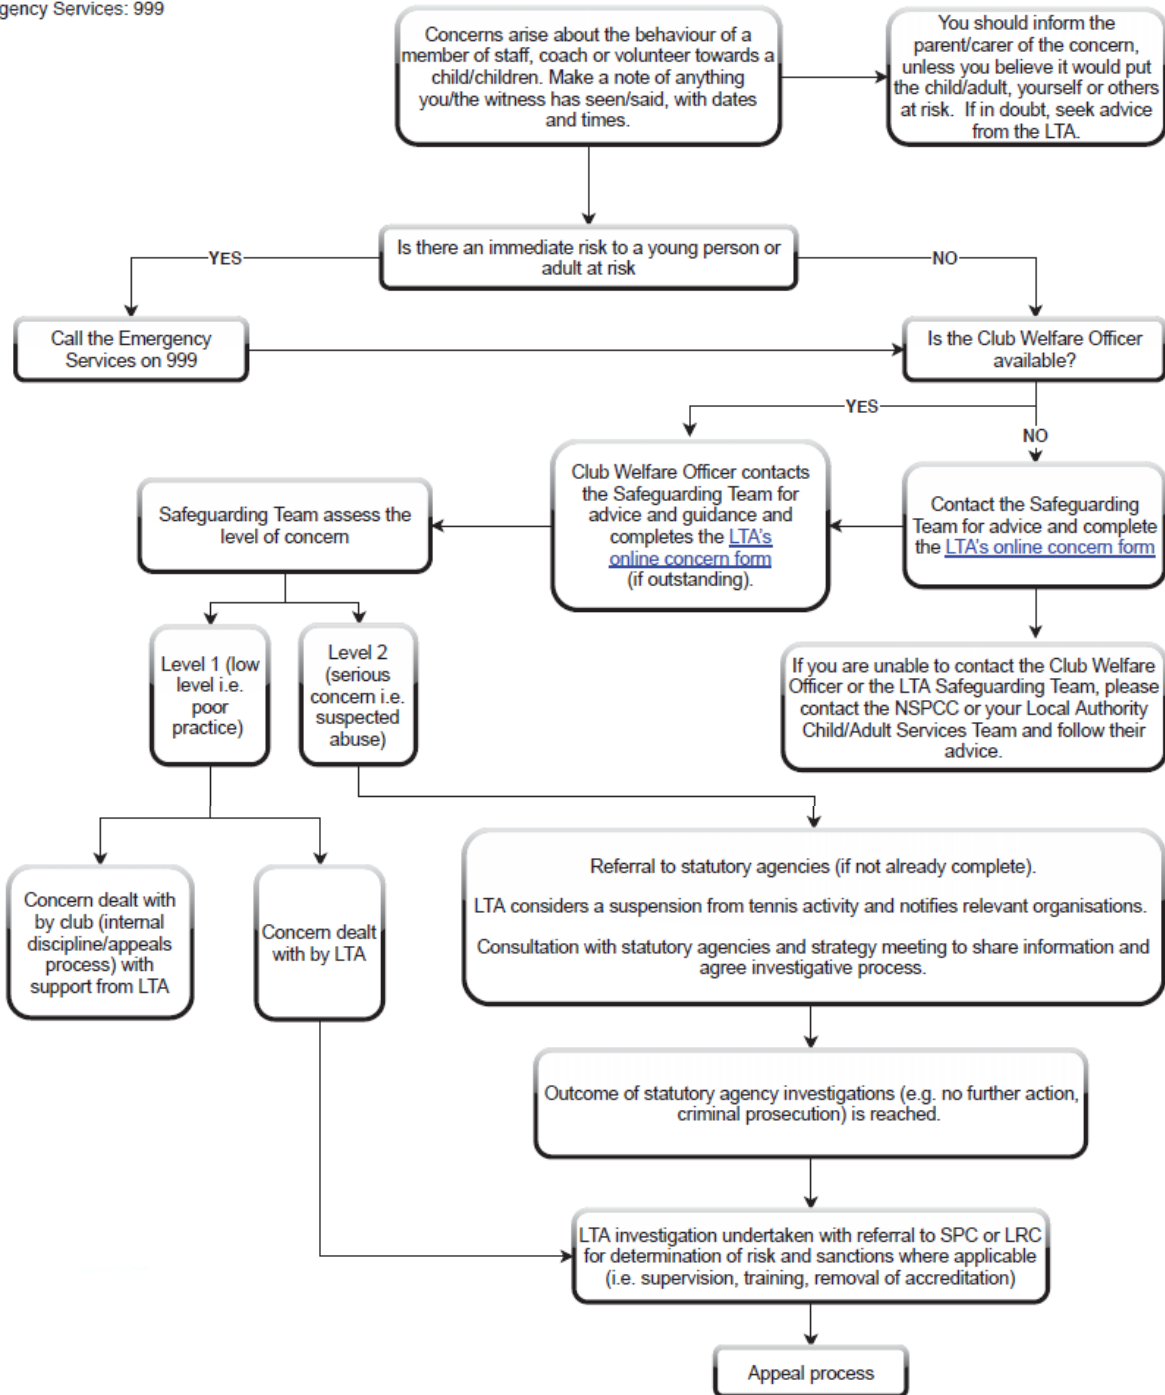 gency Services: 999
Concerns arise about the behaviour of a
member of staff, coach or volunteer towards a
child/children. Make a note of anything
you/the witness has seen/said, with dates
and times.
You should inform the
parent/carer of the concern,
unless you believe it would put
the child/adult, yourself or others
at risk. If in doubt, seek advice
from the LTA.
Is there an immediate risk to a young person or
adult at risk
YES
NO
Call the Emergency
Services on 999
Is the Club Welfare Officer
available?
YES
NO
Club Welfare Officer contacts
the Safeguarding Team for
advice and guidance and
completes the LTA's
online concern form
(if outstanding).
Contact the Safeguarding
Team for advice and complete
the LTA's online concern form
Safeguarding Team assess the
level of concern
Level 1 (low
level i.e.
poor
practice)
Level 2
(serious
concern i.e.
suspected
abuse)
If you are unable to contact the Club Welfare
Officer or the LTA Safeguarding Team, please
contact the NSPCC or your Local Authority
Child/Adult Services Team and follow their
advice.
Concern dealt with
by club (internal
discipline/appeals
process) with
support from LTA
Concern dealt
with by LTA
Referral to statutory agencies (if not already complete).
LTA considers a suspension from tennis activity and notifies relevant organisations.
Consultation with statutory agencies and strategy meeting to share information and
agree investigative process.
Outcome of statutory agency investigations (e.g. no further action,
criminal prosecution) is reached.
LTA investigation undertaken with referral to SPC or LRC
for determination of risk and sanctions where applicable
(i.e. supervision, training, removal of accreditation)
Appeal process